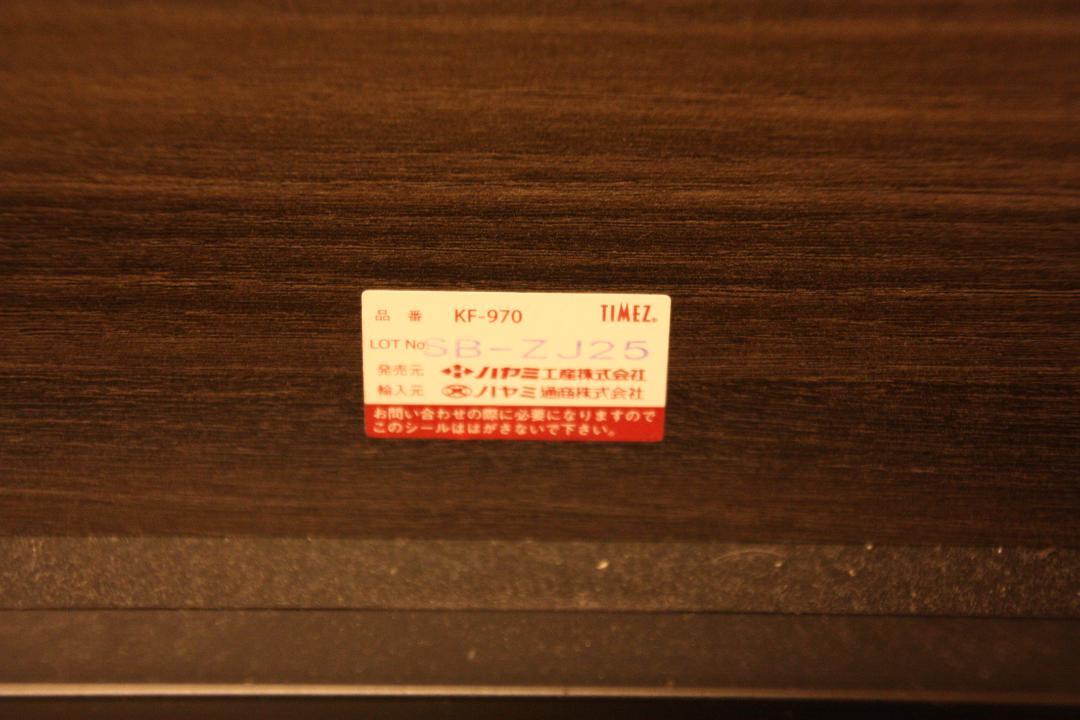 品 番 KF-970 TIMEZ®
LOT No SB-ZJ25
発売元 ハヤミ工産株式会社
輸入元 ハヤミ通商株式会社
お問い合わせの際に必要になりますので
このシールははがさないで下さい。